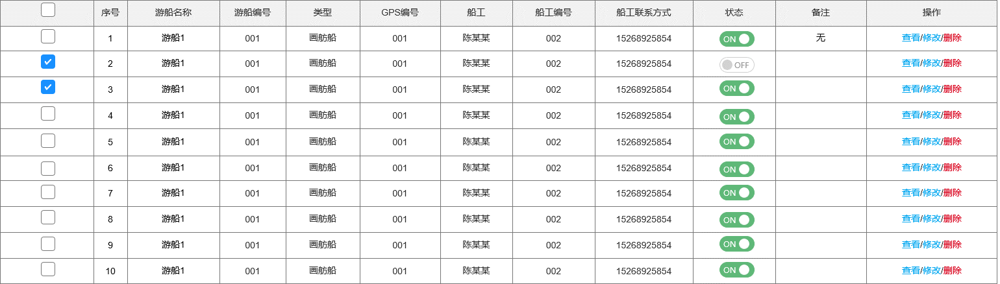 序号 游船名称 游船编号 类型 GPS编号 船工 船工编号 船工联系方式 状态 备注 操作
1 游船1 001 画舫船 001 陈某某 002 15268925854 ON 无 查看/修改/删除
2 游船1 001 画舫船 001 陈某某 002 15268925854 OFF 查看/修改/删除
3 游船1 001 画舫船 001 陈某某 002 15268925854 ON 查看/修改/删除
4 游船1 001 画舫船 001 陈某某 002 15268925854 ON 查看/修改/删除
5 游船1 001 画舫船 001 陈某某 002 15268925854 ON 查看/修改/删除
6 游船1 001 画舫船 001 陈某某 002 15268925854 ON 查看/修改/删除
7 游船1 001 画舫船 001 陈某某 002 15268925854 ON 查看/修改/删除
8 游船1 001 画舫船 001 陈某某 002 15268925854 ON 查看/修改/删除
9 游船1 001 画舫船 001 陈某某 002 15268925854 ON 查看/修改/删除
10 游船1 001 画舫船 001 陈某某 002 15268925854 ON 查看/修改/删除